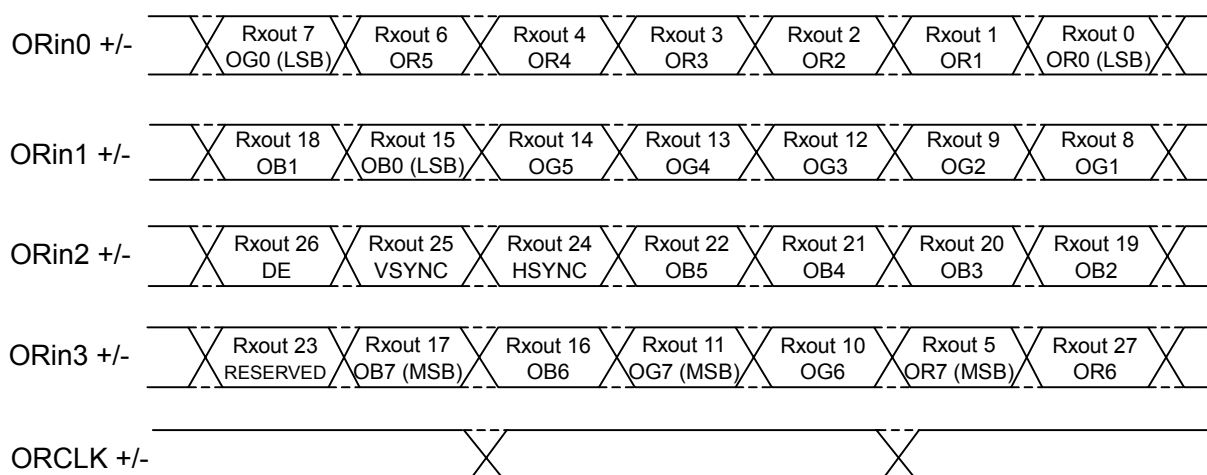 ORin0 +/-
Rxout 7 Rxout 6 Rxout 4 Rxout 3 Rxout 2 Rxout 1 Rxout 0
OG0 (LSB) OR5 OR4 OR3 OR2 OR1 OR0 (LSB)
ORin1 +/-
Rxout 18 Rxout 15 Rxout 14 Rxout 13 Rxout 12 Rxout 9 Rxout 8
OB1 OB0 (LSB) OG5 OG4 OG3 OG2 OG1
ORin2 +/-
Rxout 26 Rxout 25 Rxout 24 Rxout 22 Rxout 21 Rxout 20 Rxout 19
DE VSYNC HSYNC OB5 OB4 OB3 OB2
ORin3 +/-
Rxout 23 Rxout 17 Rxout 16 Rxout 11 Rxout 10 Rxout 5 Rxout 27
RESERVED OB7 (MSB) OB6 OG7 (MSB) OG6 OR7 (MSB) OR6
ORCLK +/-